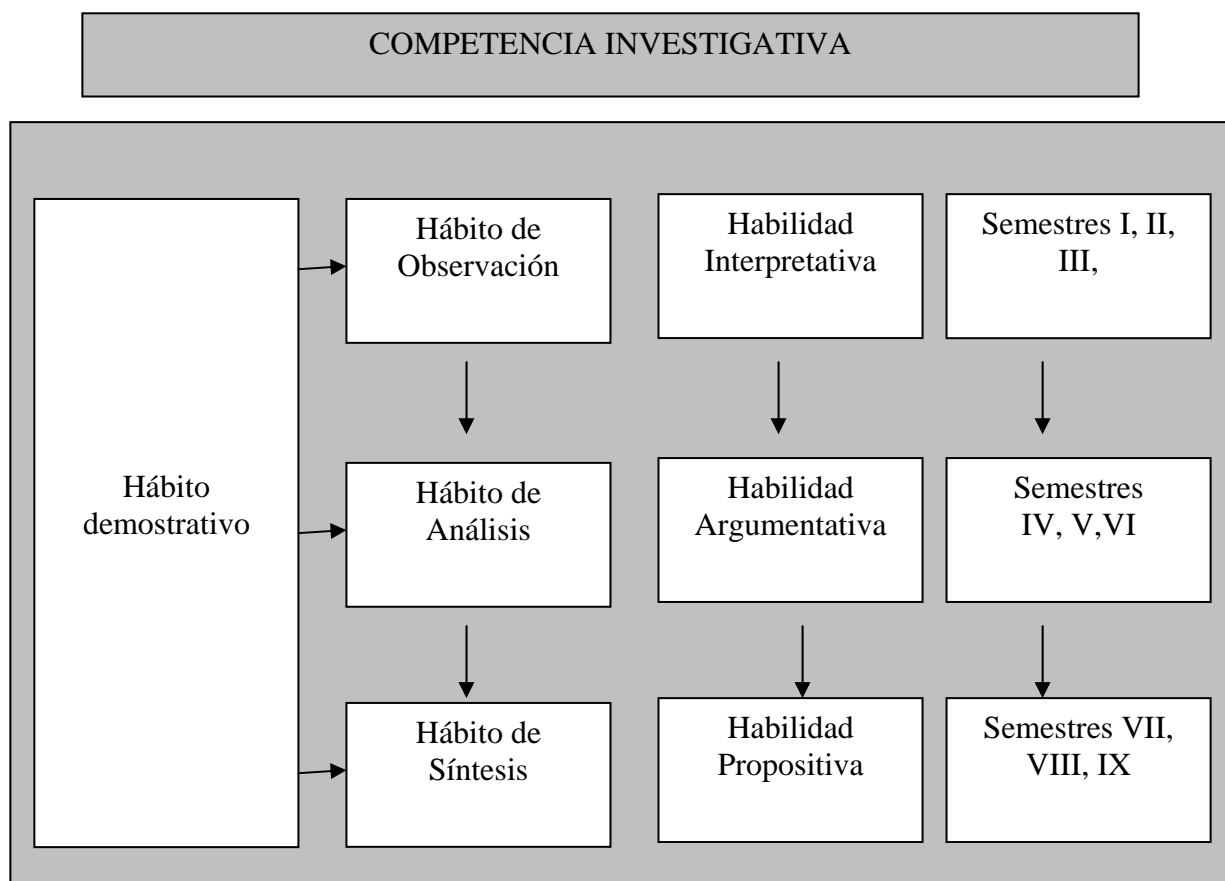 COMPETENCIA INVESTIGATIVA
Hábito de
Observación
Habilidad
Interpretativa
Semestres I, II,
III,
Hábito
demostrativo
Hábito de
Análisis
Habilidad
Argumentativa
Semestres
IV, V,VI
Hábito de
Síntesis
Habilidad
Propositiva
Semestres VII,
VIII, IX